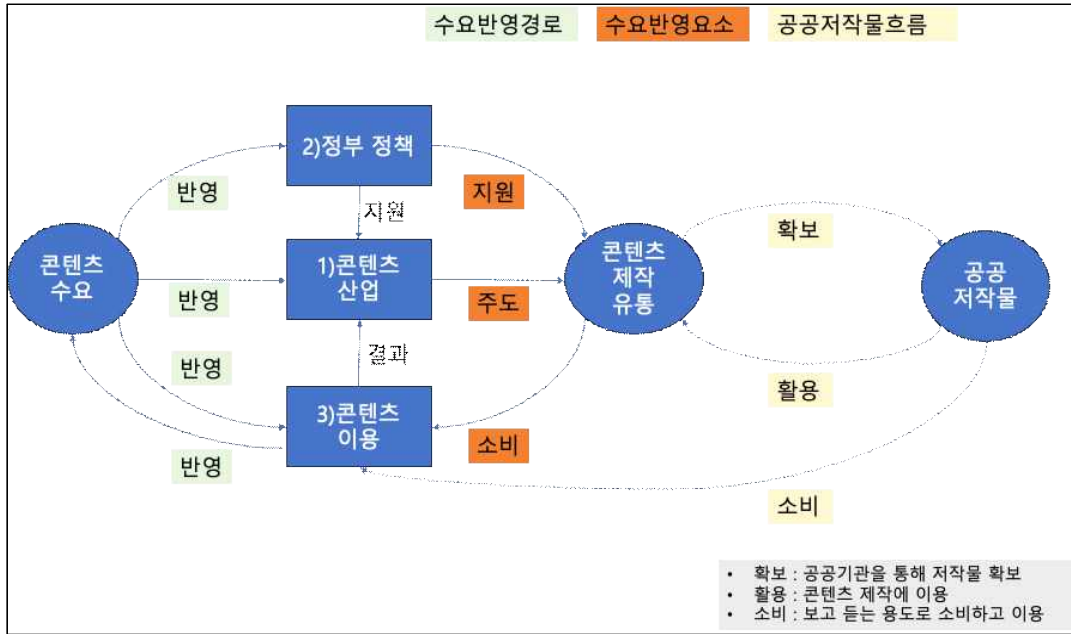 수요반영경로
수요반영요소
공공저작물흐름
2)정부 정책
반영
지원
지원
확보
콘텐츠
수요
1)콘텐츠
산업
콘텐츠
제작
유통
공공
저작물
반영
주도
결과
반영
활용
3)콘텐츠
이용
소비
반영
소비
• 확보 : 공공기관을 통해 저작물 확보
• 활용 : 콘텐츠 제작에 이용
• 소비 : 보고 듣는 용도로 소비하고 이용